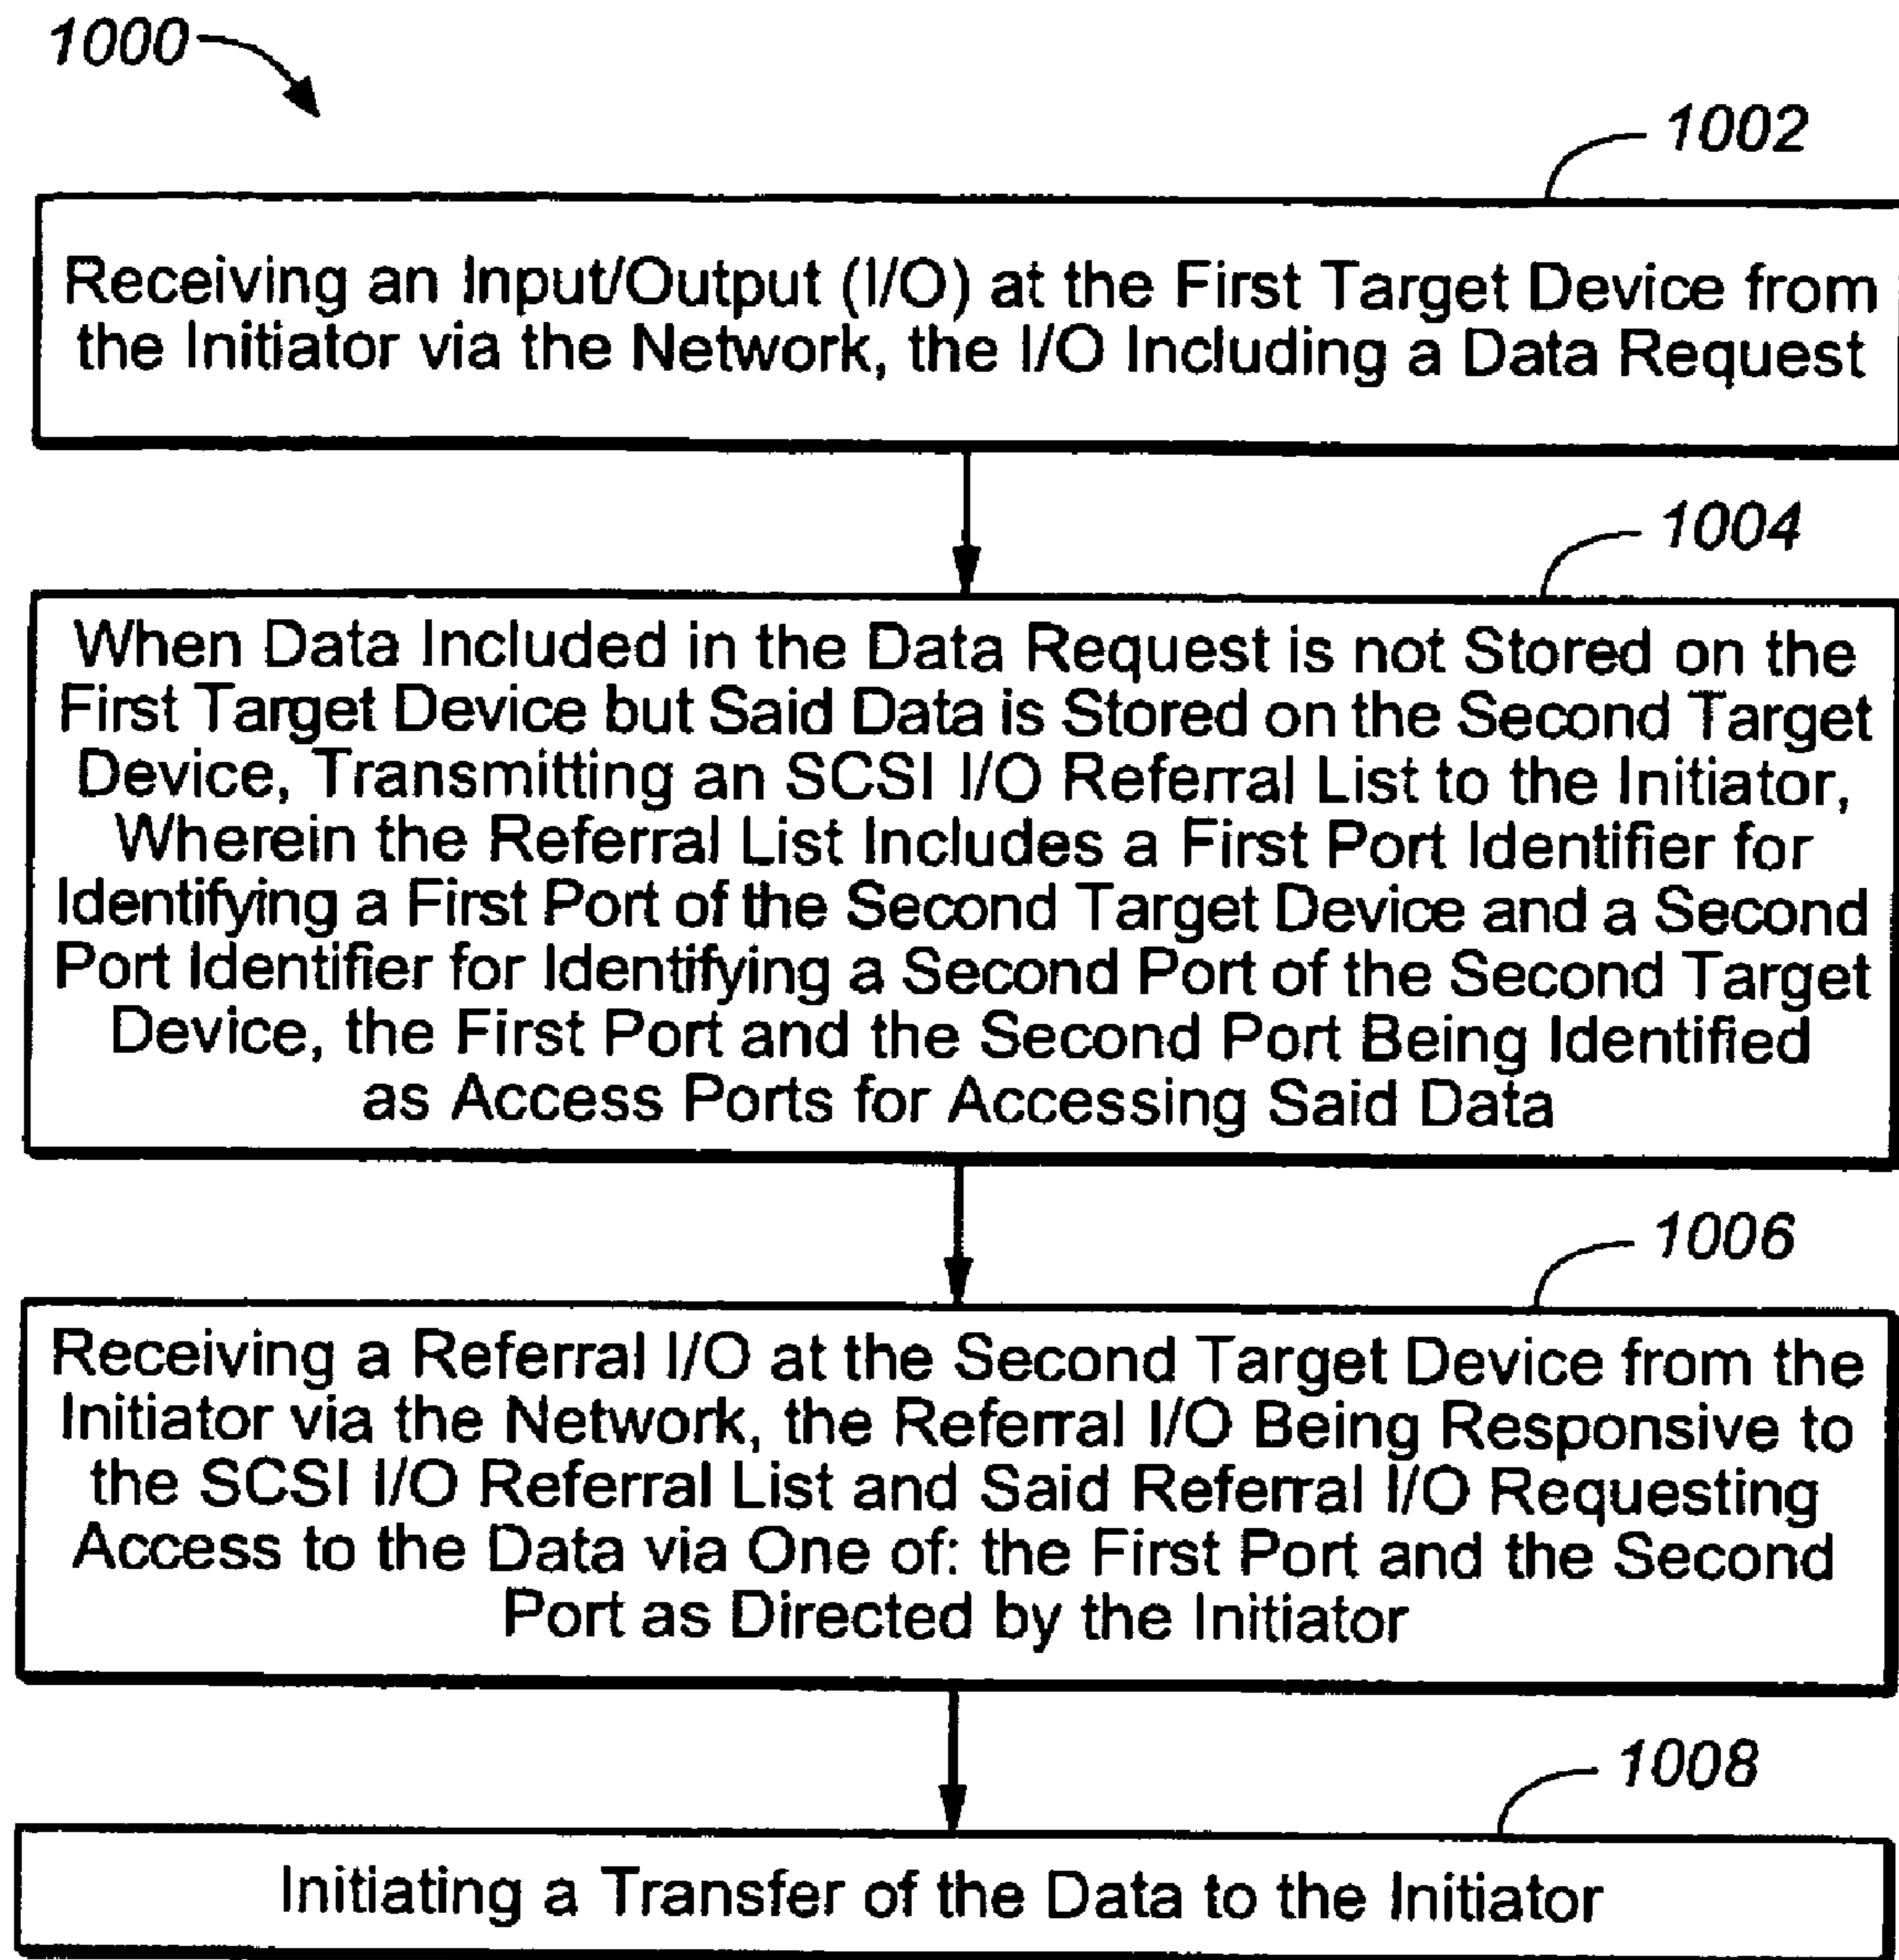 1000
1002
Receiving an Input/Output (I/O) at the First Target Device from
the Initiator via the Network, the I/O Including a Data Request
1004
When Data Included in the Data Request is not Stored on the
First Target Device but Said Data is Stored on the Second Target
Device, Transmitting an SCSI I/O Referral List to the Initiator,
Wherein the Referral List Includes a First Port Identifier for
Identifying a First Port of the Second Target Device and a Second
Port Identifier for Identifying a Second Port of the Second Target
Device, the First Port and the Second Port Being Identified
as Access Ports for Accessing Said Data
1006
Receiving a Referral I/O at the Second Target Device from the
Initiator via the Network, the Referral I/O Being Responsive to
the SCSI I/O Referral List and Said Referral I/O Requesting
Access to the Data via One of: the First Port and the Second
Port as Directed by the Initiator
1008
Initiating a Transfer of the Data to the Initiator